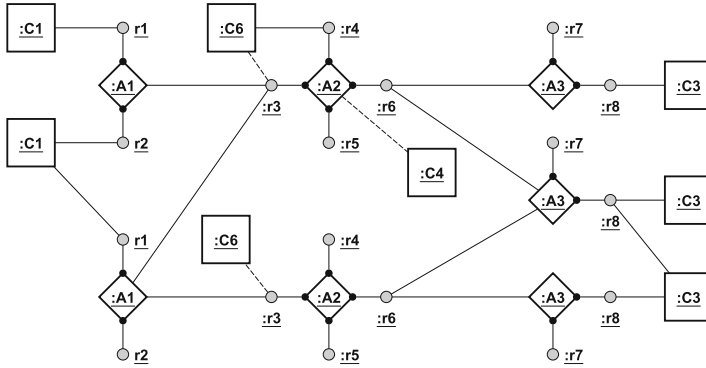 :C1 r1 :C6 :r4 :r7
:A1 :A2 :A3 :C3
:r3 :r6 :r8
:C1 r2 :r5 :r7
:C4
:A3 :C3
r1 :C6 :r4 :r8
:A1 :A2 :A3 :C3
:r3 :r6 :r8
r2 :r5 :r7